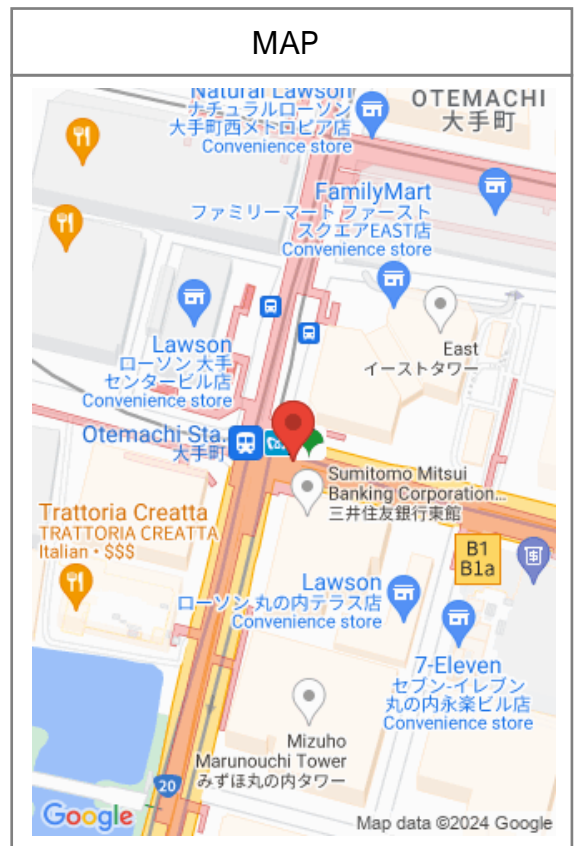 MAP
Natural Lawson
ナチュラルローソン
大手町西メトロピア店
Convenience store
OTEMACHI
大手町
FamilyMart
ファミリーマート ファースト
スクエアEAST店
Convenience store
East
イーストタワー
Lawson
ローソン 大手
センタービル店
Convenience store
Otemachi Sta.
大手町
Sumitomo Mitsui
Banking Corporation...
三井住友銀行東館
Trattoria Creatta
TRATTORIA CREATTA
Italian • $$$
B1
B1a
Lawson
ローソン 丸の内テラス店
Convenience store
7-Eleven
セブン-イレブン
丸の内永楽ビル店
Convenience store
Mizuho
Marunouchi Tower
みずほ丸の内タワー
20
Google
Map data ©2024 Google